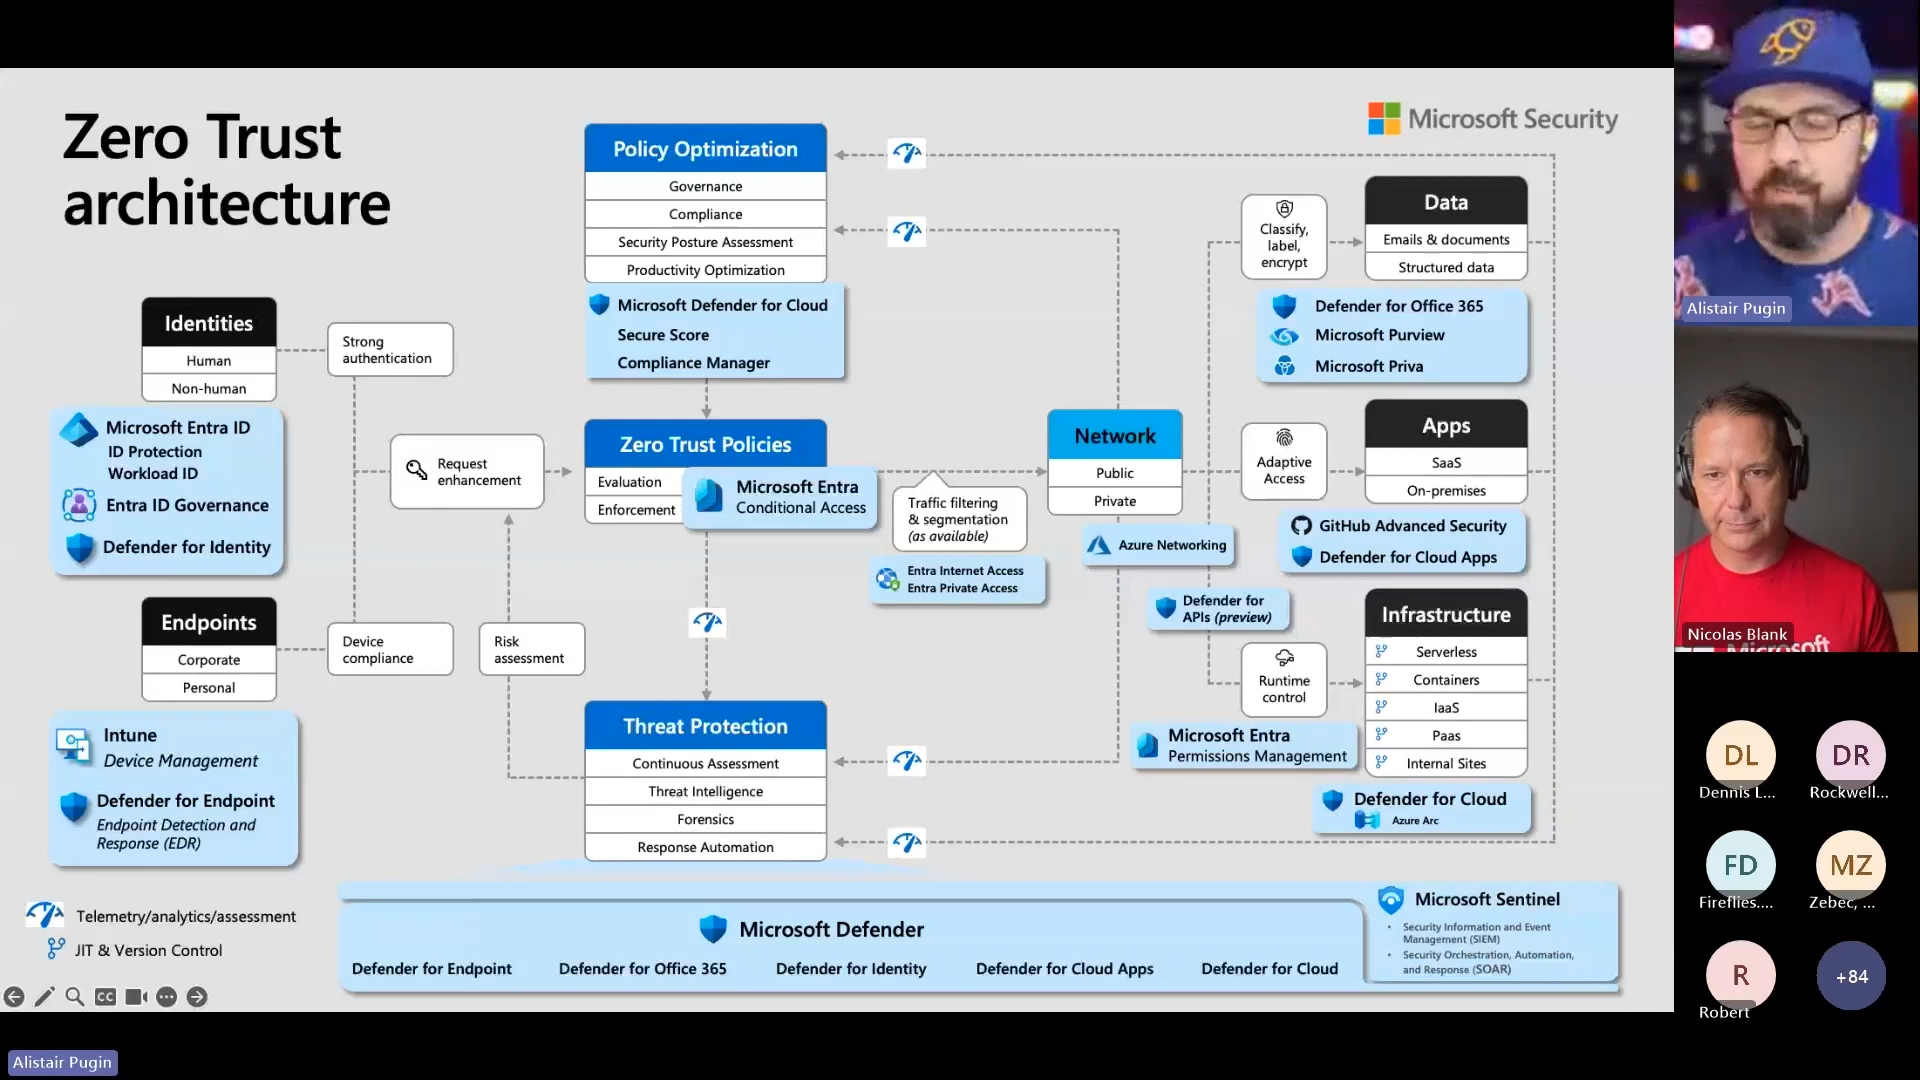 Zero Trust
architecture
Microsoft Security
Policy Optimization
Governance
Compliance
Security Posture Assessment
Productivity Optimization
Microsoft Defender for Cloud
Secure Score
Compliance Manager
Identities
Human
Non-human
Strong
authentication
Microsoft Entra ID
ID Protection
Workload ID
Entra ID Governance
Defender for Identity
Request
enhancement
Zero Trust Policies
Evaluation
Enforcement
Microsoft Entra
Conditional Access
Traffic filtering
& segmentation
(as available)
Entra Internet Access
Entra Private Access
Network
Public
Private
Azure Networking
Classify,
label,
encrypt
Data
Emails & documents
Structured data
Defender for Office 365
Microsoft Purview
Microsoft Priva
Adaptive
Access
Apps
SaaS
On-premises
GitHub Advanced Security
Defender for Cloud Apps
Defender for
APIs (preview)
Runtime
control
Infrastructure
Serverless
Containers
IaaS
Paas
Internal Sites
Microsoft Entra
Permissions Management
Defender for Cloud
Azure Arc
Endpoints
Corporate
Personal
Device
compliance
Risk
assessment
Intune
Device Management
Defender for Endpoint
Endpoint Detection and
Response (EDR)
Threat Protection
Continuous Assessment
Threat Intelligence
Forensics
Response Automation
Telemetry/analytics/assessment
JIT & Version Control
Microsoft Defender
Defender for Endpoint
Defender for Office 365
Defender for Identity
Defender for Cloud Apps
Defender for Cloud
Microsoft Sentinel
• Security Information and Event
Management (SIEM)
• Security Orchestration, Automation,
and Response (SOAR)
CC
Alistair Pugin
Alistair Pugin
Nicolas Blank
Microsoft
DL
Dennis L...
DR
Rockwell...
FD
Fireflies....
MZ
Zebec, ...
R
Robert
+84